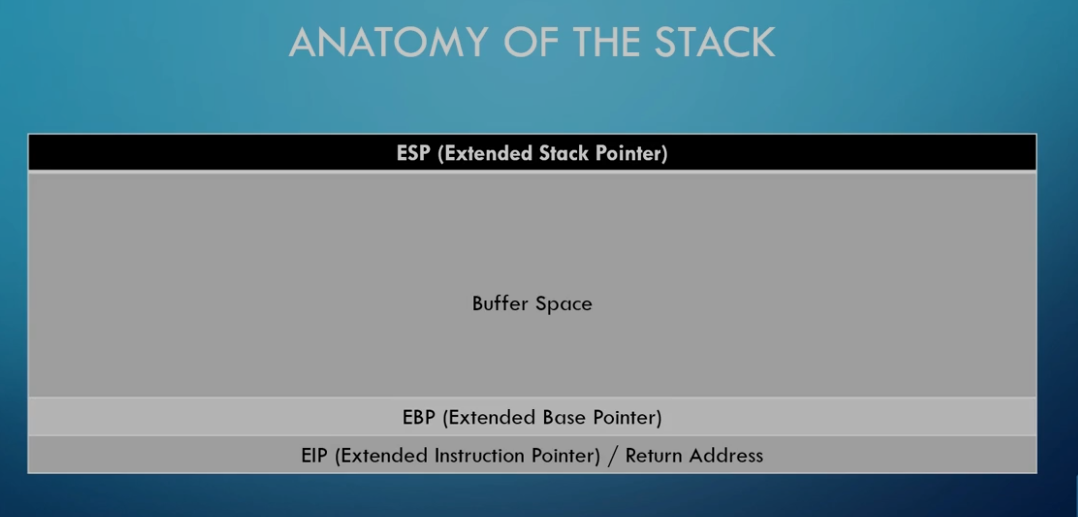 ANATOMY OF THE STACK
ESP (Extended Stack Pointer)
Buffer Space
EBP (Extended Base Pointer)
EIP (Extended Instruction Pointer) / Return Address